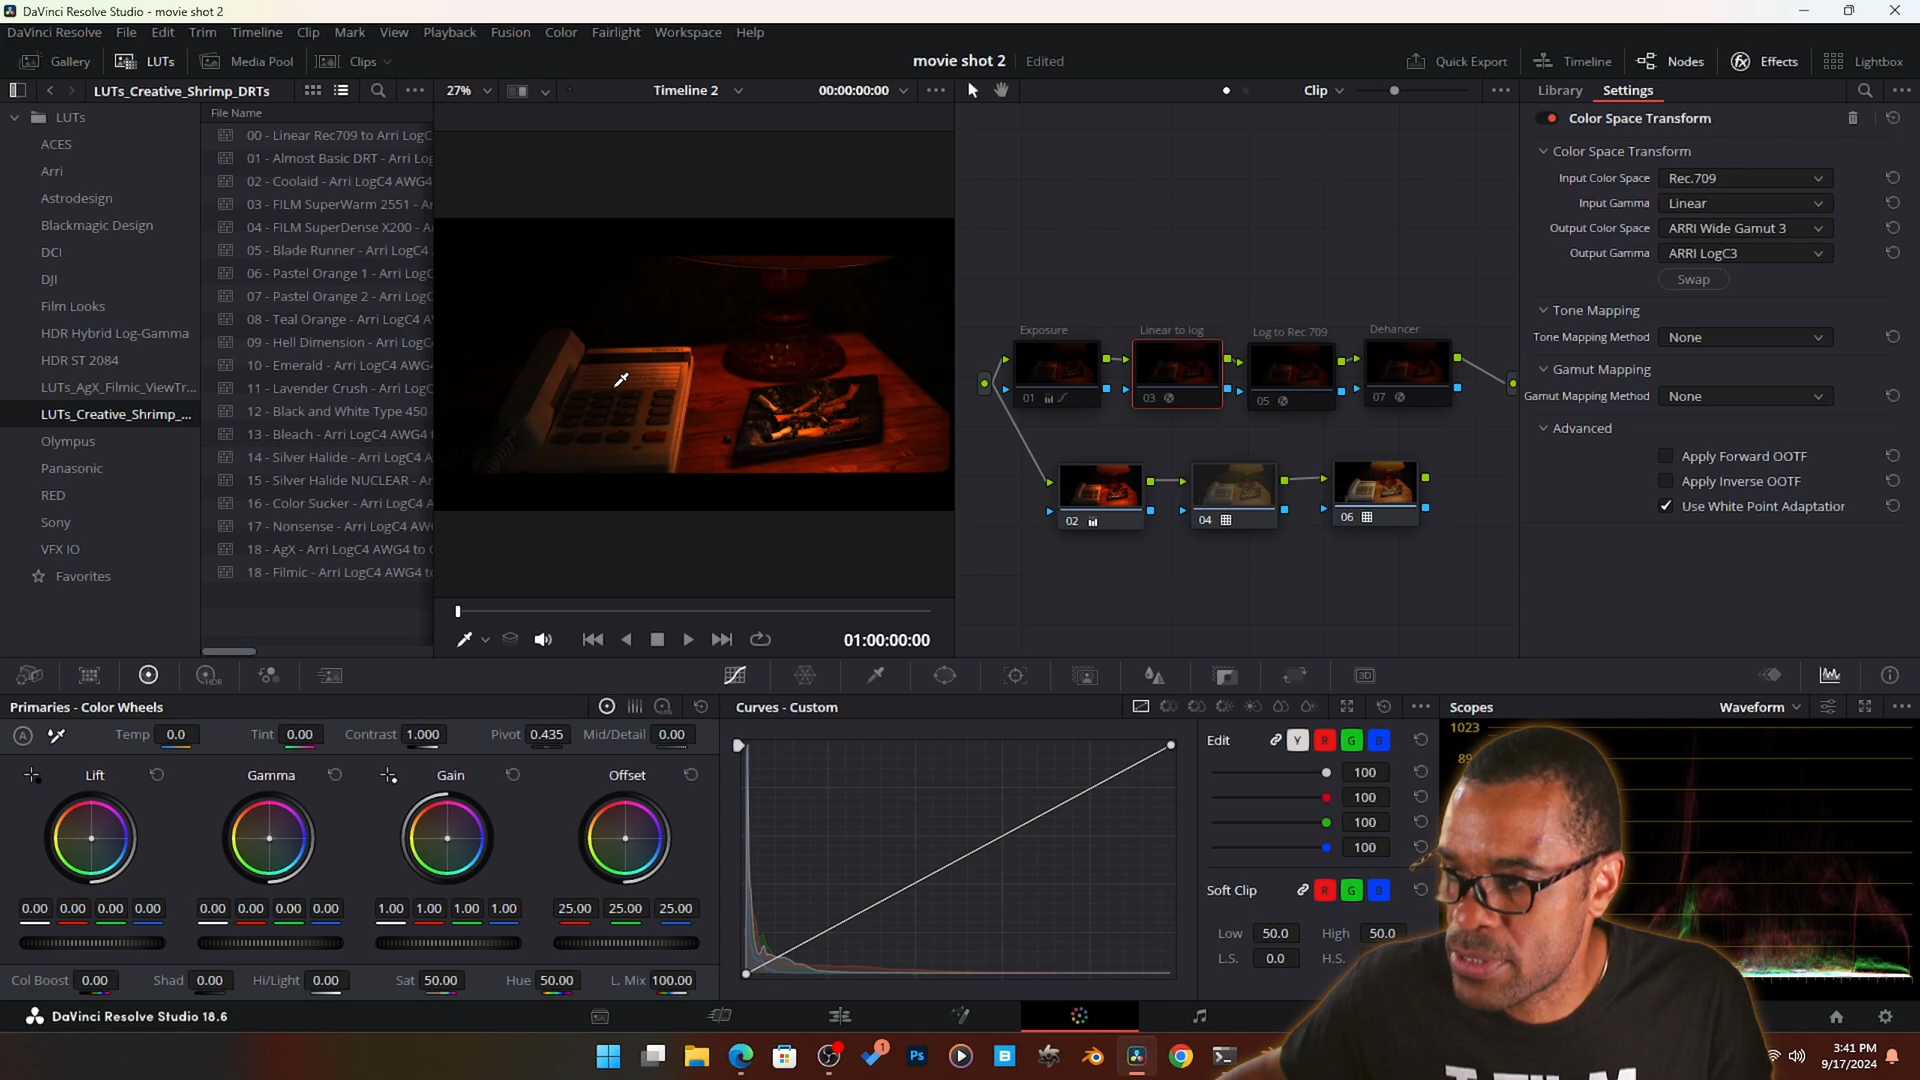 DaVinci Resolve Studio - movie shot 2
DaVinci Resolve File Edit Trim Timeline Clip Mark View Playback Fusion Color Fairlight Workspace Help
Gallery LUTs Media Pool Clips movie shot 2 Edited Quick Export Timeline Nodes Effects Lightbox
LUTs_Creative_Shrimp_DRTs 27% Timeline 2 00:00:00:00 Clip Library Settings
File Name
LUTs
ACES
Arri
Astrodesign
Blackmagic Design
DCI
DJI
Film Looks
HDR Hybrid Log-Gamma
HDR ST 2084
LUTs_AgX_Filmic_ViewTr...
LUTs_Creative_Shrimp_...
Olympus
Panasonic
RED
Sony
VFX IO
Favorites
00 - Linear Rec709 to Arri LogC
01 - Almost Basic DRT - Arri Log
02 - Coolaid - Arri LogC4 AWG4
03 - FILM SuperWarm 2551 - Ar
04 - FILM SuperDense X200 - A
05 - Blade Runner - Arri LogC4
06 - Pastel Orange 1 - Arri LogC
07 - Pastel Orange 2 - Arri LogC
08 - Teal Orange - Arri LogC4 A
09 - Hell Dimension - Arri LogC
10 - Emerald - Arri LogC4 AWG4
11 - Lavender Crush - Arri LogC
12 - Black and White Type 450 -
13 - Bleach - Arri LogC4 AWG4 t
14 - Silver Halide - Arri LogC4 A
15 - Silver Halide NUCLEAR - Ar
16 - Color Sucker - Arri LogC4 A
17 - Nonsense - Arri LogC4 AWG
18 - AgX - Arri LogC4 AWG4 to G
18 - Filmic - Arri LogC4 AWG4 to
01:00:00:00
Exposure Linear to log Log to Rec 709 Dehancer
01 03 05 07
02 04 06
Color Space Transform
Color Space Transform
Input Color Space Rec.709
Input Gamma Linear
Output Color Space ARRI Wide Gamut 3
Output Gamma ARRI LogC3
Swap
Tone Mapping
Tone Mapping Method None
Gamut Mapping
Gamut Mapping Method None
Advanced
Apply Forward OOTF
Apply Inverse OOTF
Use White Point Adaptation
HDR 3D
Primaries - Color Wheels
Temp 0.0 Tint 0.00 Contrast 1.000 Pivot 0.435 Mid/Detail 0.00
Lift Gamma Gain Offset
0.00 0.00 0.00 0.00 0.00 0.00 0.00 0.00 1.00 1.00 1.00 1.00 25.00 25.00 25.00
Col Boost 0.00 Shad 0.00 Hi/Light 0.00 Sat 50.00 Hue 50.00 L. Mix 100.00
Curves - Custom
Edit Y R G B
100
100
100
100
Soft Clip R G B
Low 50.0 High 50.0
L.S. 0.0 H.S.
Scopes Waveform
1023
DaVinci Resolve Studio 18.6
1 Ps B
3:41 PM
9/17/2024